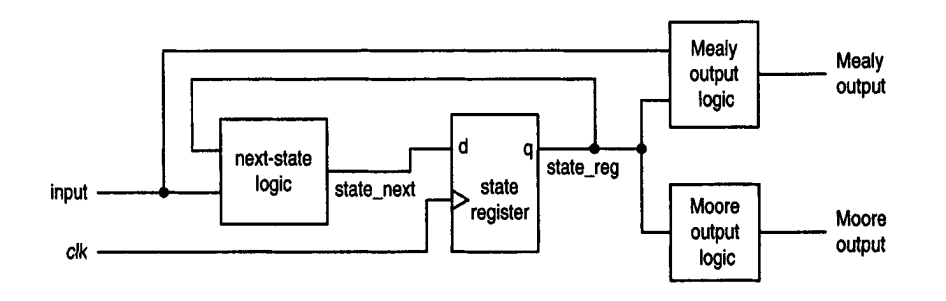 Mealy
output
logic
Mealy
output
next-state
logic
d
q
state_next
state
register
state_reg
input
clk
Moore
output
logic
Moore
output